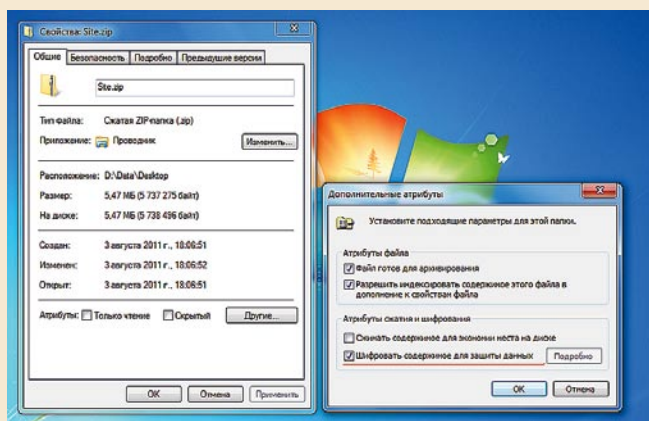 Свойства: Site.zip
Общие Безопасность Подробно Предыдущие версии
Site.zip
Тип файла: Сжатая ZIP-папка (.zip)
Приложение: Проводник Изменить...
Расположение: D:\Data\Desktop
Размер: 5,47 МБ (5 737 275 байт)
На диске: 5,47 МБ (5 738 496 байт)
Создан: 3 августа 2011 г., 18:06:51
Изменен: 3 августа 2011 г., 18:06:52
Открыт: 3 августа 2011 г., 18:06:51
Атрибуты: Только чтение Скрытый Другие...
ОК Отмена Применить
Дополнительные атрибуты
Установите подходящие параметры для этой папки.
Атрибуты файла
Файл готов для архивирования
Разрешить индексировать содержимое этого файла в
дополнение к свойствам файла
Атрибуты сжатия и шифрования
Сжимать содержимое для экономии места на диске
Шифровать содержимое для защиты данных Подробно
ОК Отмена